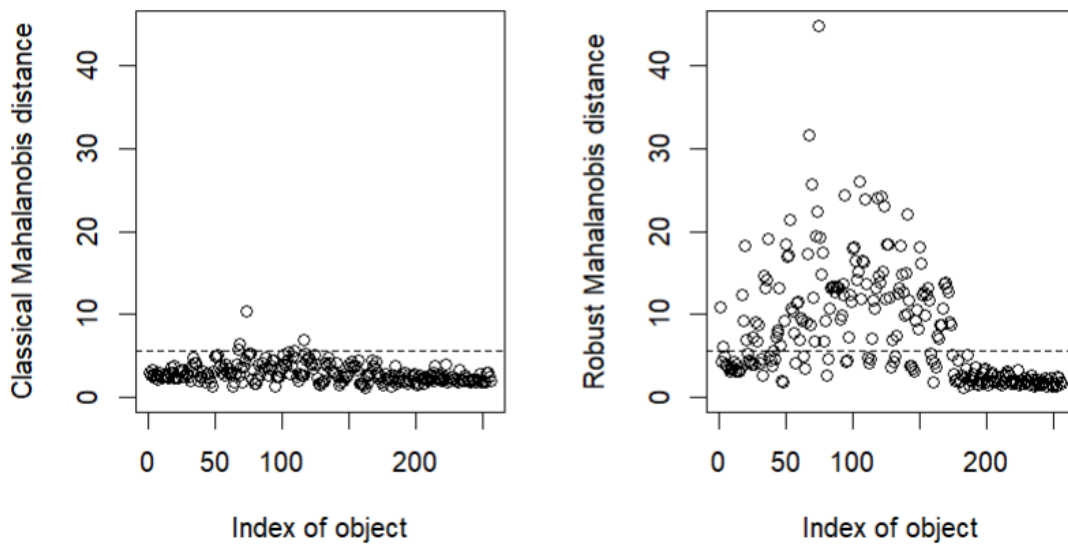 Classical Mahalanobis distance
40
30
20
10
0
0 50 100 200
Index of object
Robust Mahalanobis distance
40
30
20
10
0
0 50 100 200
Index of object